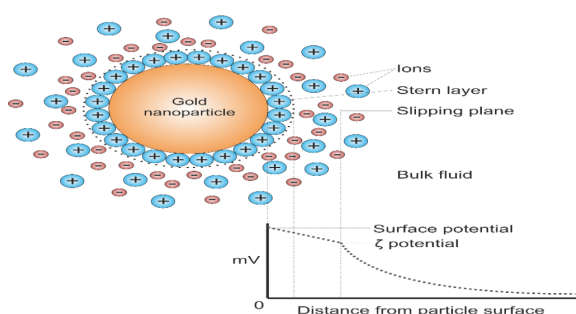 Gold
nanoparticle
Ions
Stern layer
Slipping plane
Bulk fluid
Surface potential
ζ potential
mV
0
Distance from particle surface